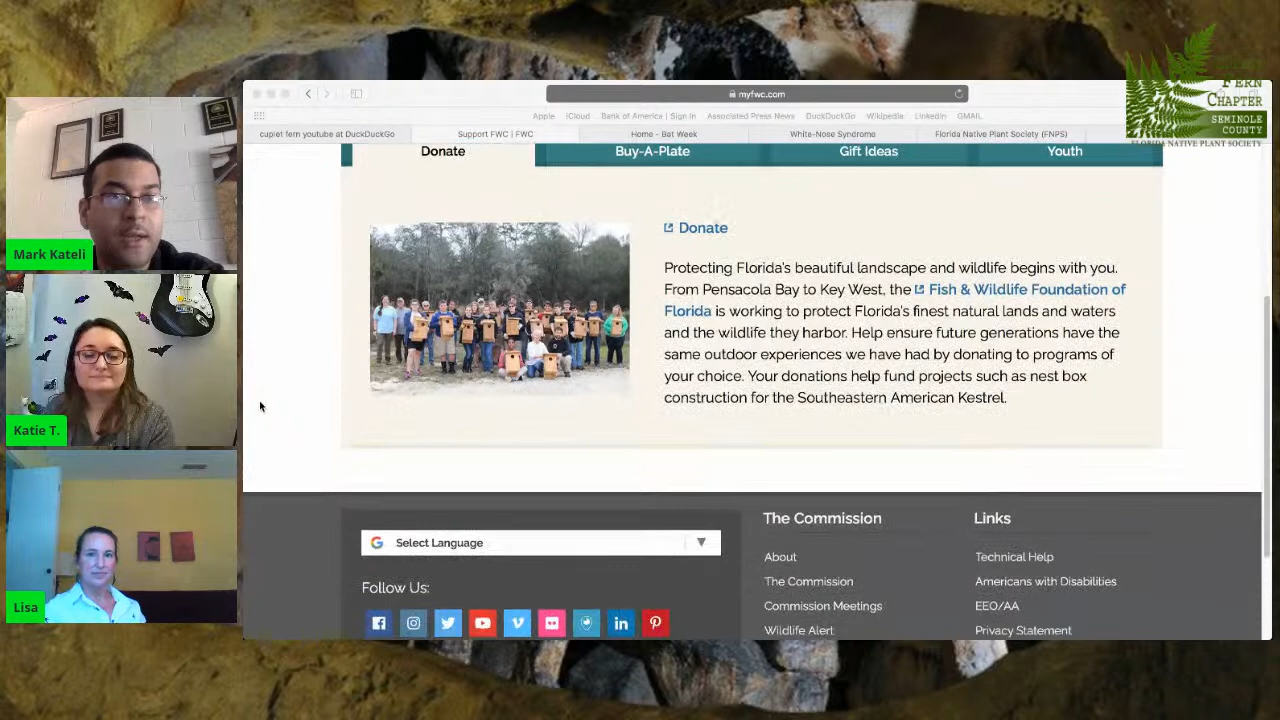 myfwc.com
Apple iCloud Bank of America | Sign In Associated Press News DuckDuckGo Wikipedia LinkedIn GMAIL
cuplet fern youtube at DuckDuckGo Support FWC | FWC Home - Bat Week White-Nose Syndrome Florida Native Plant Society (FNPS)
FERN
CHAPTER
SEMINOLE
COUNTY
FLORIDA NATIVE PLANT SOCIETY
Donate Buy-A-Plate Gift Ideas Youth
Donate
Protecting Florida's beautiful landscape and wildlife begins with you.
From Pensacola Bay to Key West, the Fish & Wildlife Foundation of
Florida is working to protect Florida's finest natural lands and waters
and the wildlife they harbor. Help ensure future generations have the
same outdoor experiences we have had by donating to programs of
your choice. Your donations help fund projects such as nest box
construction for the Southeastern American Kestrel.
Mark Kateli
Katie T.
Lisa
Select Language
Follow Us:
The Commission
About
The Commission
Commission Meetings
Wildlife Alert
Links
Technical Help
Americans with Disabilities
EEO/AA
Privacy Statement